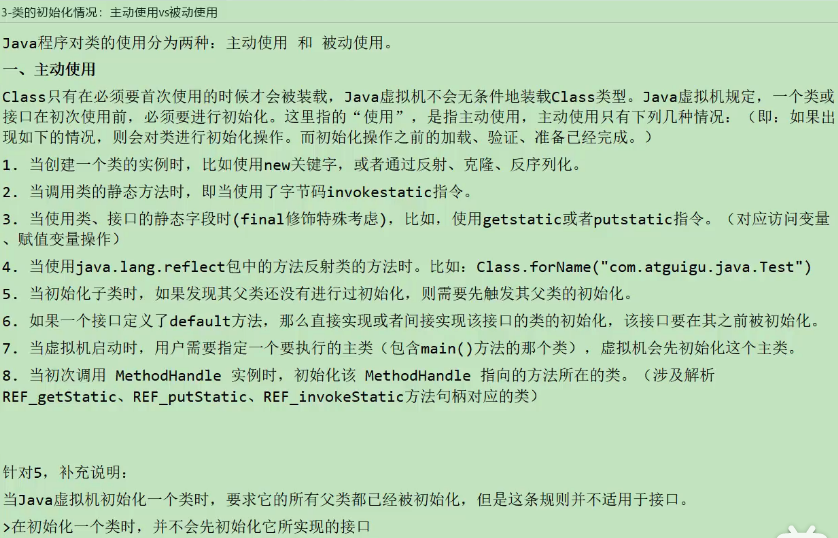 3-类的初始化情况：主动使用vs被动使用
Java程序对类的使用分为两种：主动使用 和 被动使用。
一、主动使用
Class只有在必须要首次使用的时候才会被装载，Java虚拟机不会无条件地装载Class类型。Java虚拟机规定，一个类或
接口在初次使用前，必须要进行初始化。这里指的“使用”，是指主动使用，主动使用只有下列几种情况：（即：如果出
现如下的情况，则会对类进行初始化操作。而初始化操作之前的加载、验证、准备已经完成。）
1. 当创建一个类的实例时，比如使用new关键字，或者通过反射、克隆、反序列化。
2. 当调用类的静态方法时，即当使用了字节码invokestatic指令。
3. 当使用类、接口的静态字段时(final修饰特殊考虑)，比如，使用getstatic或者putstatic指令。（对应访问变量
、赋值变量操作）
4. 当使用java.lang.reflect包中的方法反射类的方法时。比如：Class.forName("com.atguigu.java.Test")
5. 当初始化子类时，如果发现其父类还没有进行过初始化，则需要先触发其父类的初始化。
6. 如果一个接口定义了default方法，那么直接实现或者间接实现该接口的类的初始化，该接口要在其之前被初始化。
7. 当虚拟机启动时，用户需要指定一个要执行的主类（包含main()方法的那个类），虚拟机会先初始化这个主类。
8. 当初次调用 MethodHandle 实例时，初始化该 MethodHandle 指向的方法所在的类。（涉及解析
REF_getStatic、REF_putStatic、REF_invokeStatic方法句柄对应的类）
针对5，补充说明：
当Java虚拟机初始化一个类时，要求它的所有父类都已经被初始化，但是这条规则并不适用于接口。
>在初始化一个类时，并不会先初始化它所实现的接口